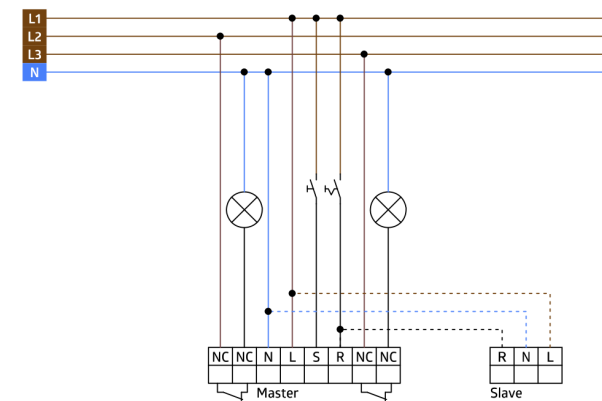 L1
L2
L3
N
NC NC N L S R NC NC
R N L
Master
Slave